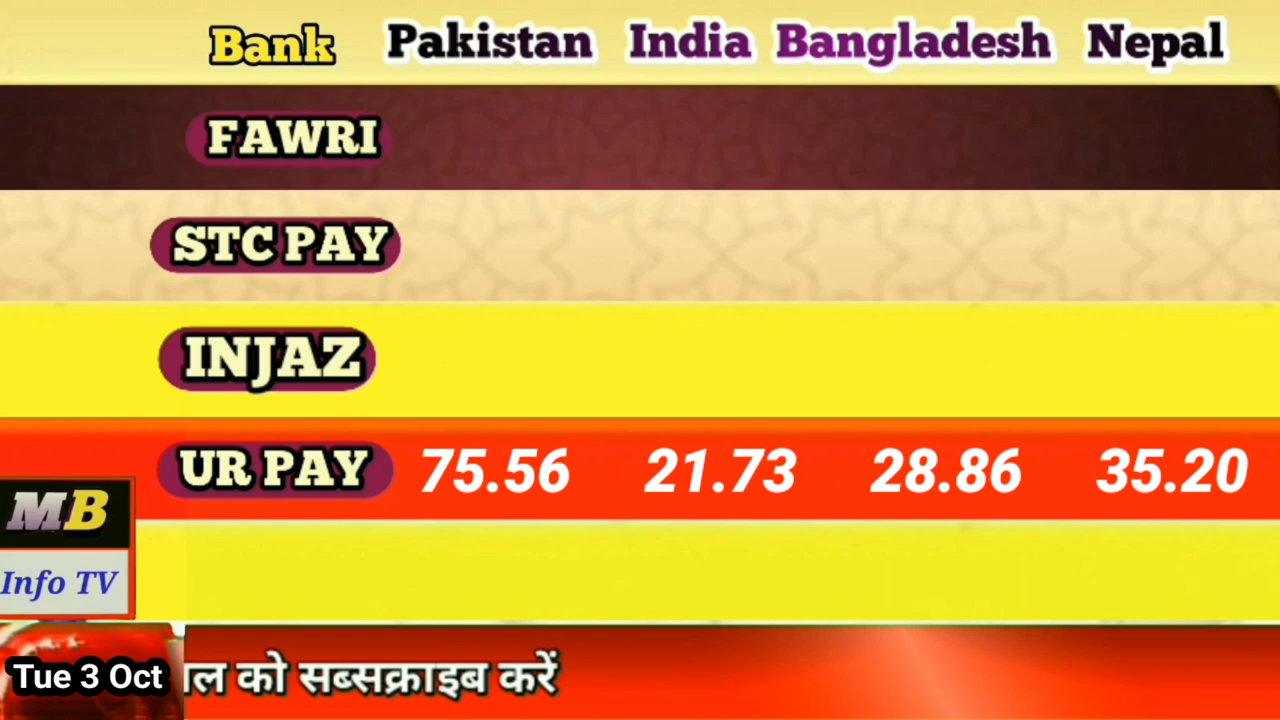 Bank Pakistan India Bangladesh Nepal
FAWRI
STC PAY
INJAZ
UR PAY 75.56 21.73 28.86 35.20
MB
Info TV
Tue 3 Oct
को सब्सक्राइब करें